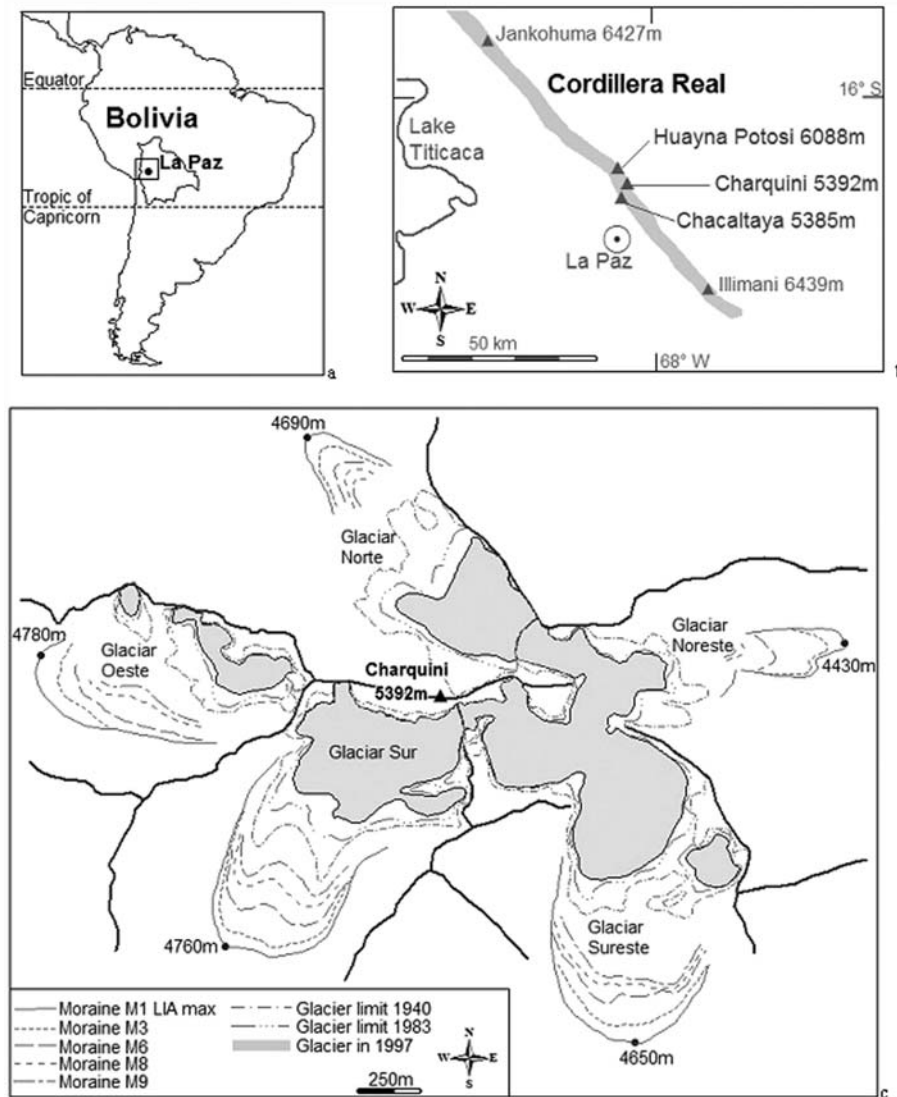 Equator
Bolivia
La Paz
Tropic of
Capricorn
N
W E
S
a
Jankohuma 6427m
16° S
Cordillera Real
Lake
Titicaca
Huayna Potosi 6088m
Charquini 5392m
Chacaltaya 5385m
La Paz
Illimani 6439m
N
W E
S
50 km
68° W
4690m
Glaciar
Norte
4780m
Glaciar
Oeste
Glaciar
Noreste
4430m
Charquini
5392m
Glaciar Sur
4760m
Glaciar
Sureste
4650m
Moraine M1 LIA max
Moraine M3
Moraine M6
Moraine M8
Moraine M9
Glacier limit 1940
Glacier limit 1983
Glacier in 1997
N
W E
S
250m
c